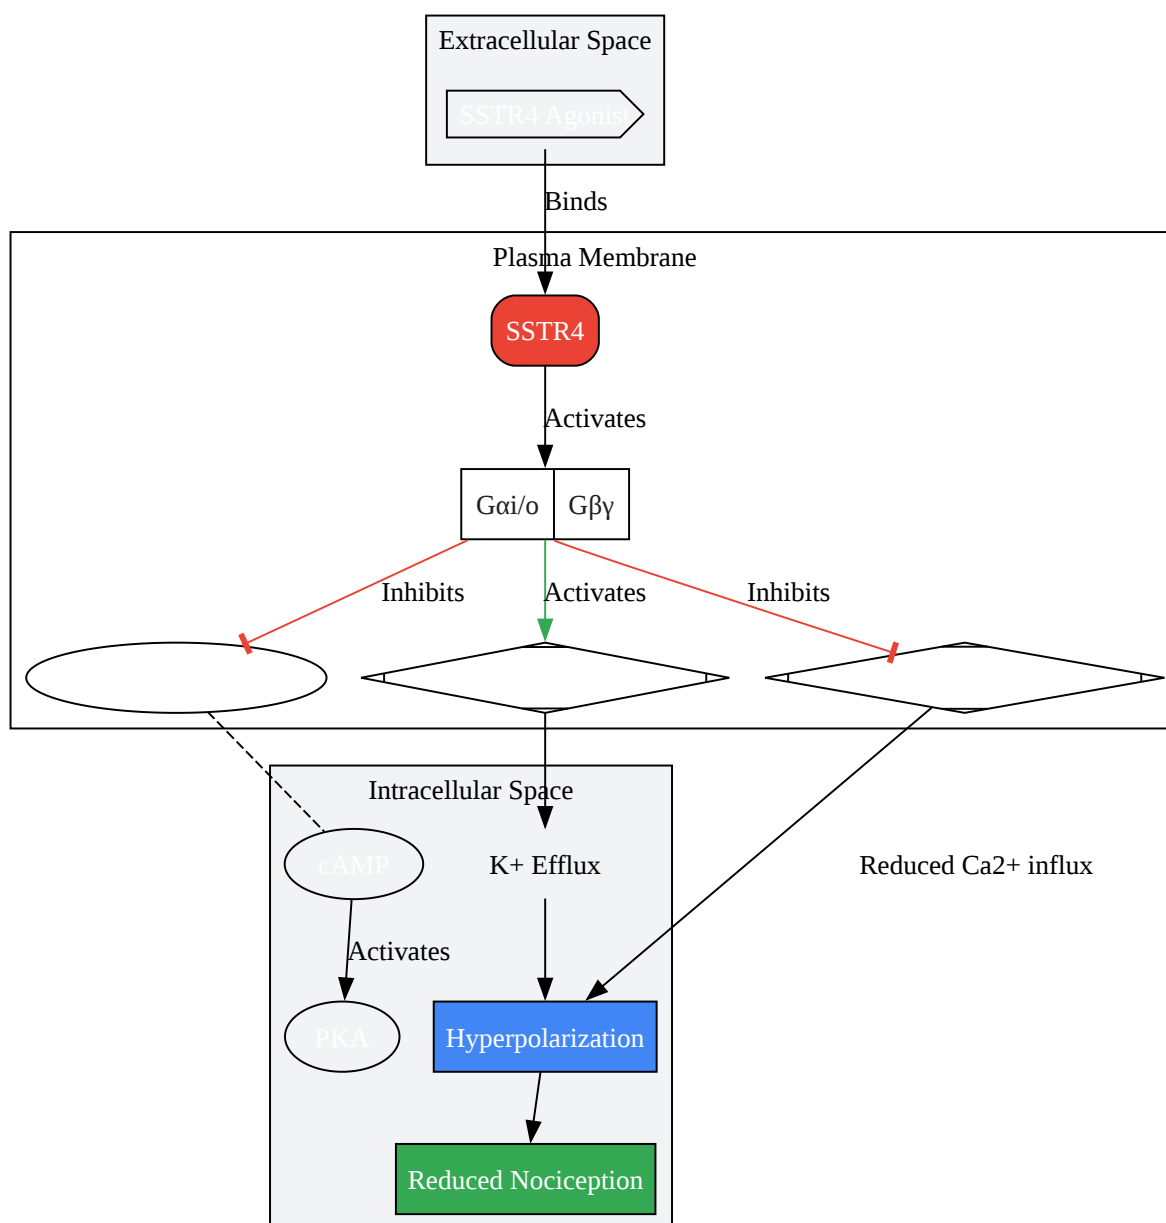 Extracellular Space
SSTR4 Agonist
Binds
Plasma Membrane
SSTR4
Activates
Gαi/o
Gβγ
Inhibits
Activates
Inhibits
Intracellular Space
cAMP
K+ Efflux
Reduced Ca2+ influx
Activates
PKA
Hyperpolarization
Reduced Nociception